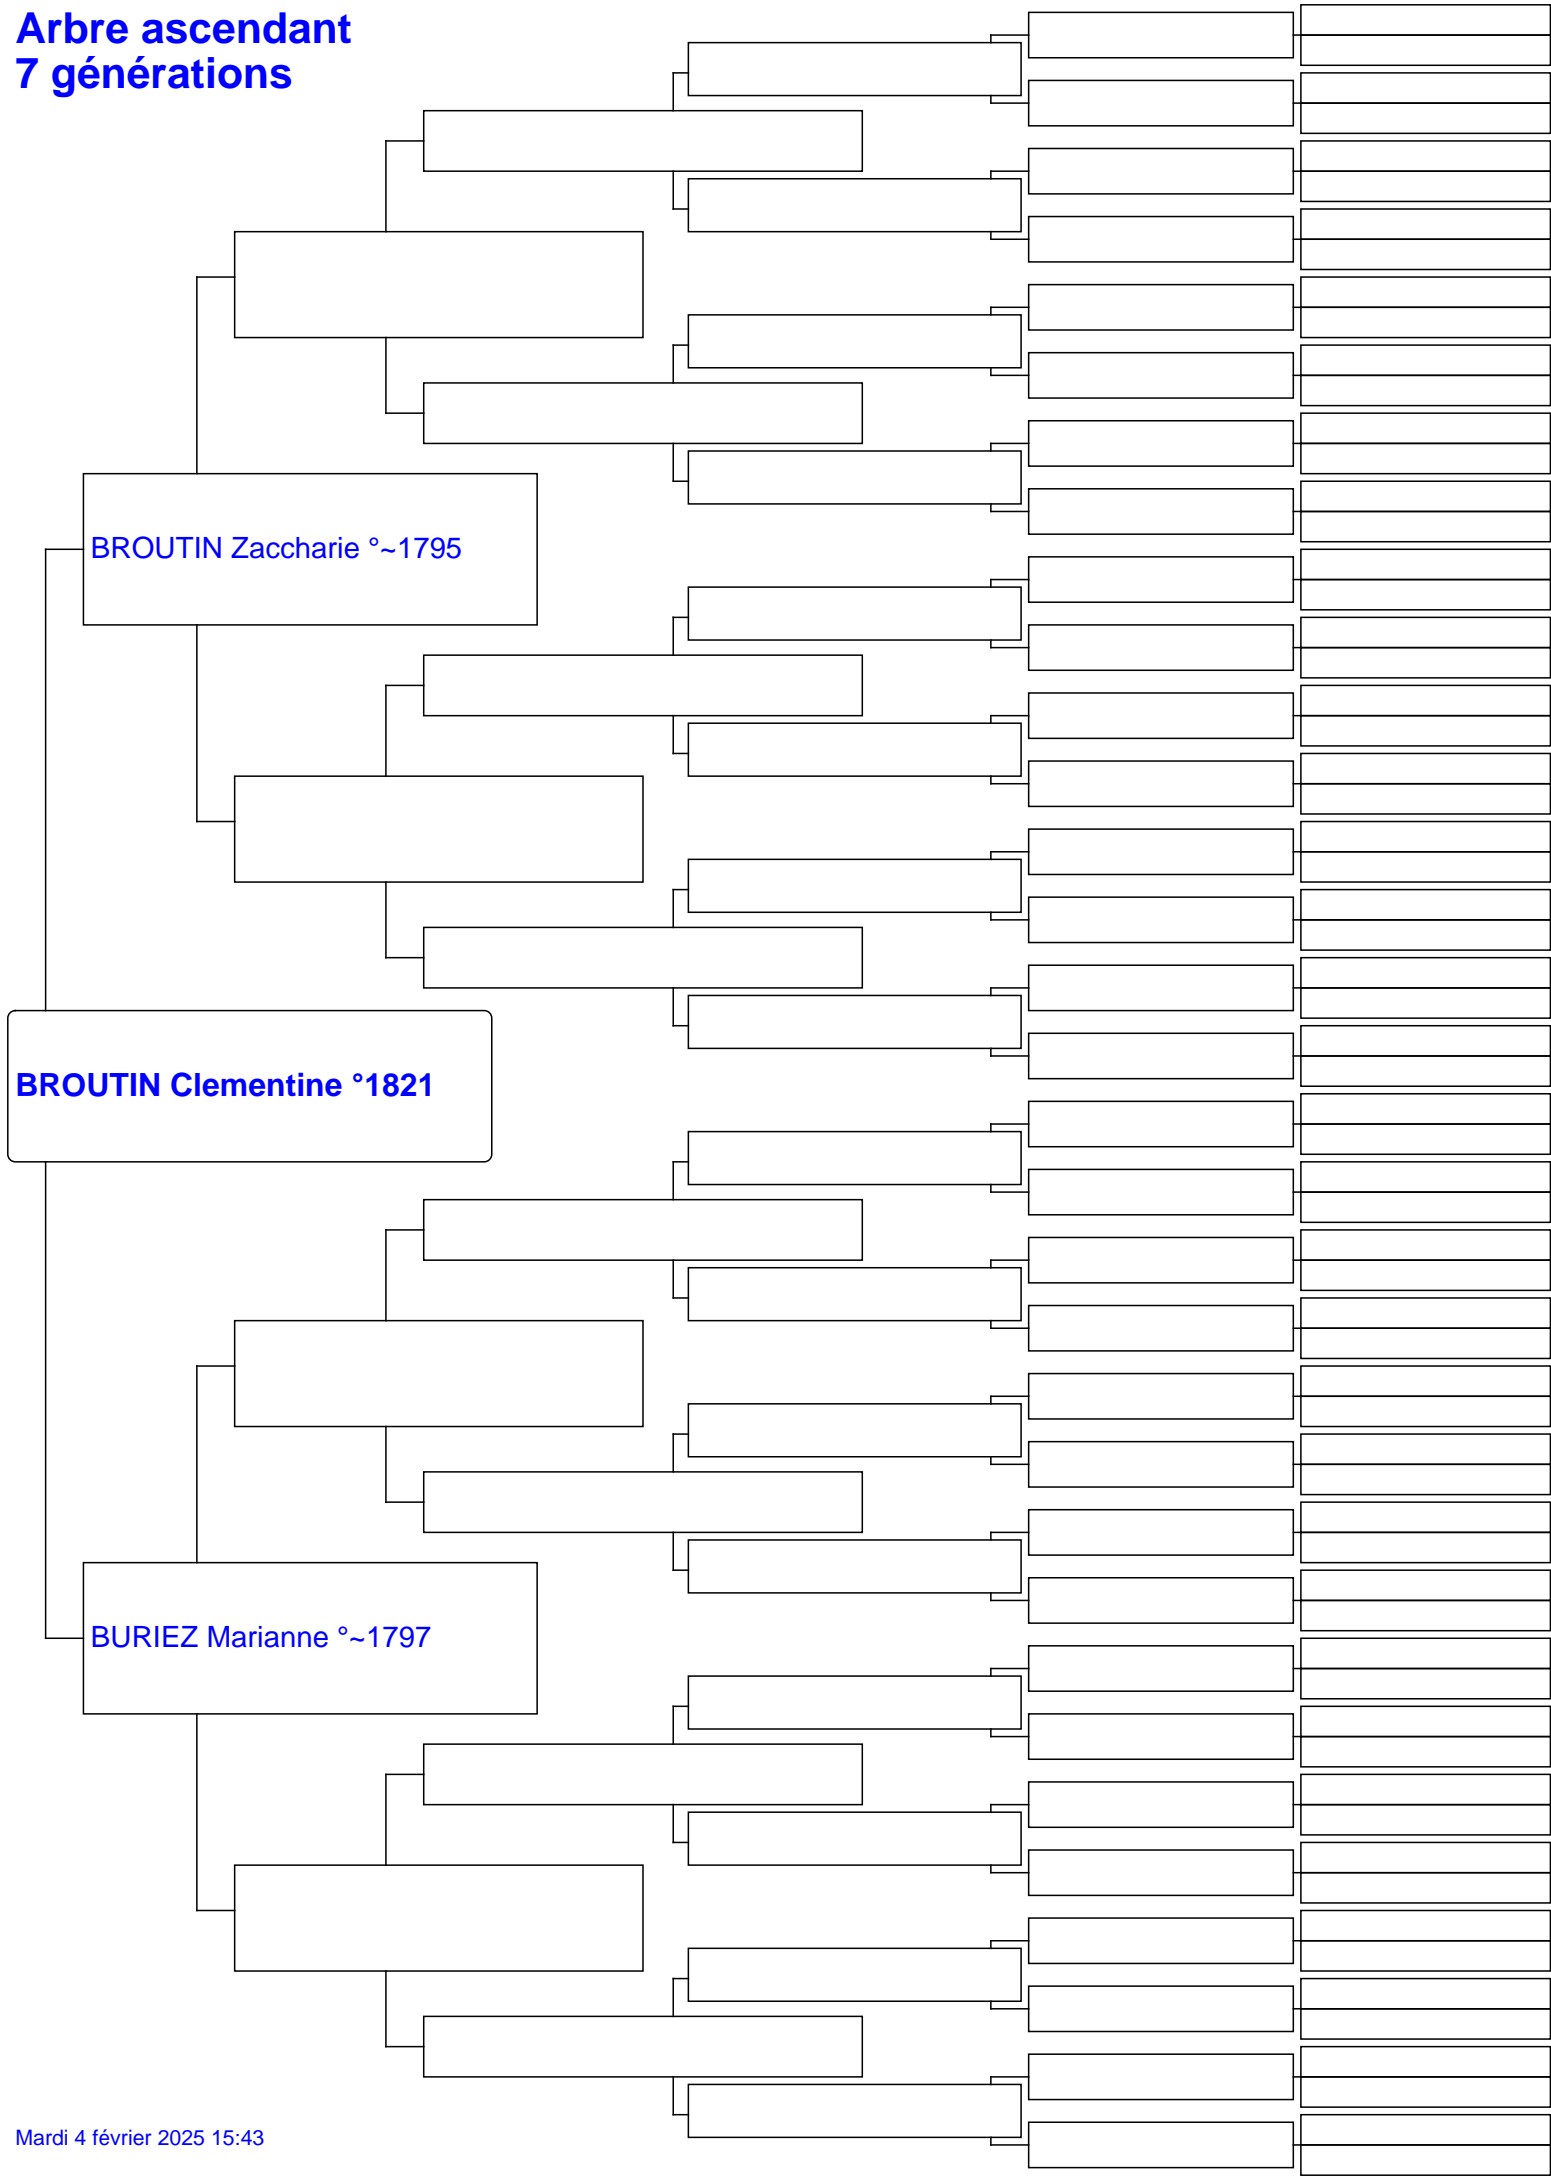 Arbre ascendant
7 générations
BROUTIN Zaccharie °~1795
BROUTIN Clementine °1821
BURIEZ Marianne °~1797
Mardi 4 février 2025 15:43